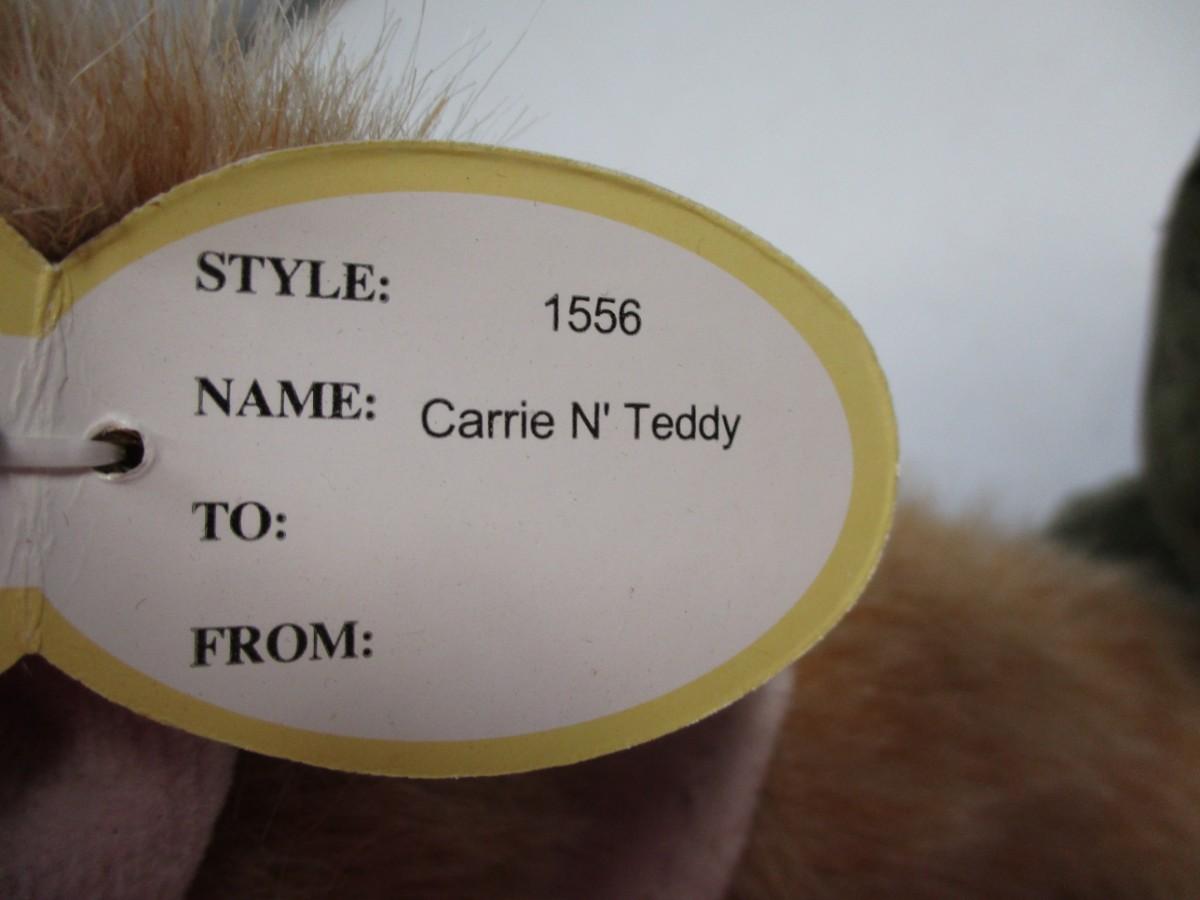 STYLE: 1556
NAME: Carrie N' Teddy
TO:
FROM: